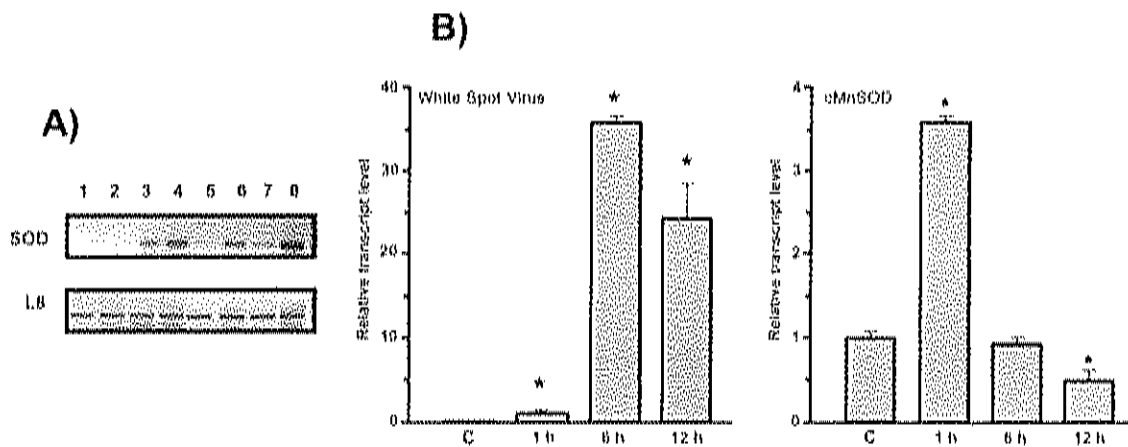 A)
1 2 3 4 5 6 7 8
SOD
L8
B)
White Spot Virus
Relative transcript level
40
30
20
10
0
C 1 h 6 h 12 h
* * *
cMnSOD
Relative transcript level
4
3
2
1
0
C 1 h 6 h 12 h
* *